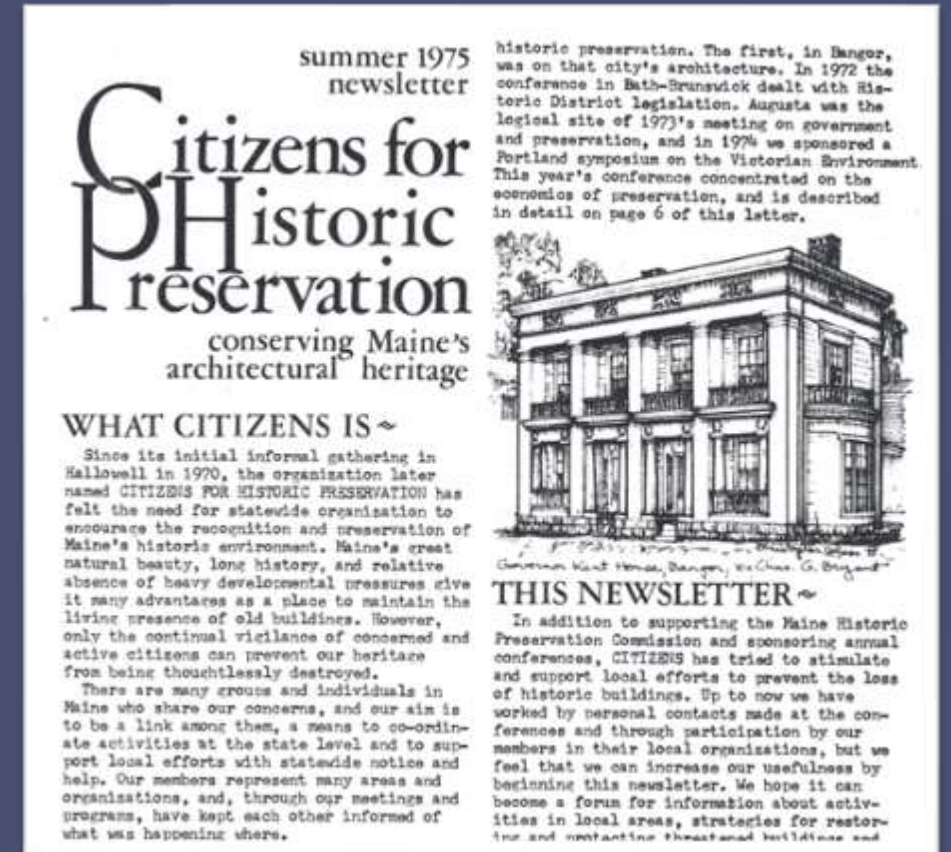 summer 1975
newsletter
Citizens for
Historic
Preservation
conserving Maine's
architectural heritage
WHAT CITIZENS IS ~
Since its initial informal gathering in
Hallowell in 1970, the organization later
named CITIZENS FOR HISTORIC PRESERVATION has
felt the need for statewide organization to
encourage the recognition and preservation of
Maine's historic environment. Maine's great
natural beauty, long history, and relative
absence of heavy developmental pressures give
it many advantages as a place to maintain the
living presence of old buildings. However,
only the continual vigilance of concerned and
active citizens can prevent our heritage
from being thoughtlessly destroyed.
There are many groups and individuals in
Maine who share our concerns, and our aim is
to be a link among them, a means to co-ordin-
ate activities at the state level and to sup-
port local efforts with statewide notice and
help. Our members represent many areas and
organizations, and, through our meetings and
programs, have kept each other informed of
what was happening where.
historic preservation. The first, in Bangor,
was on that city's architecture. In 1972 the
conference in Bath-Brunswick dealt with His-
toric District legislation. Augusta was the
logical site of 1973's meeting on government
and preservation, and in 1974 we sponsored a
Portland symposium on the Victorian Environment.
This year's conference concentrated on the
economics of preservation, and is described
in detail on page 6 of this letter.
Governor Kent House, Bangor, Chas. G. Bryant
THIS NEWSLETTER ~
In addition to supporting the Maine Historic
Preservation Commission and sponsoring annual
conferences, CITIZENS has tried to stimulate
and support local efforts to prevent the loss
of historic buildings. Up to now we have
worked by personal contacts made at the con-
ferences and through participation by our
members in their local organizations, but we
feel that we can increase our usefulness by
beginning this newsletter. We hope it can
become a forum for information about activ-
ities in local areas, strategies for restor-
ing and protecting threatened buildings and